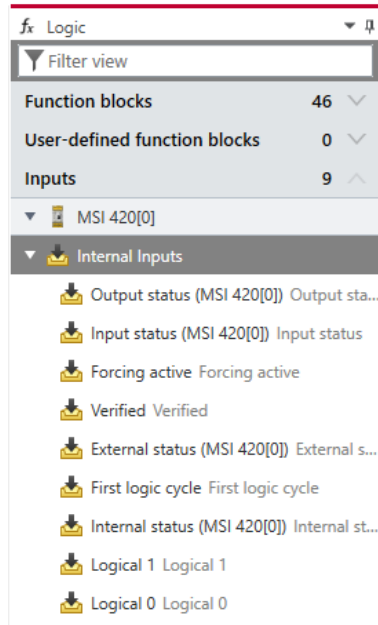 fx Logic
Filter view
Function blocks 46
User-defined function blocks 0
Inputs 9
MSI 420[0]
Internal Inputs
Output status (MSI 420[0]) Output sta...
Input status (MSI 420[0]) Input status
Forcing active Forcing active
Verified Verified
External status (MSI 420[0]) External s...
First logic cycle First logic cycle
Internal status (MSI 420[0]) Internal st...
Logical 1 Logical 1
Logical 0 Logical 0